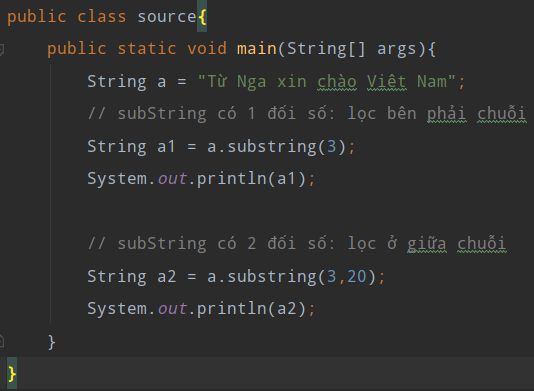 public class source{
public static void main(String[] args){
String a = "Từ Nga xin chào Việt Nam";
// subString có 1 đối số: lọc bên phải chuỗi
String a1 = a.substring(3);
System.out.println(a1);
// subString có 2 đối số: lọc ở giữa chuỗi
String a2 = a.substring(3,20);
System.out.println(a2);
}
}